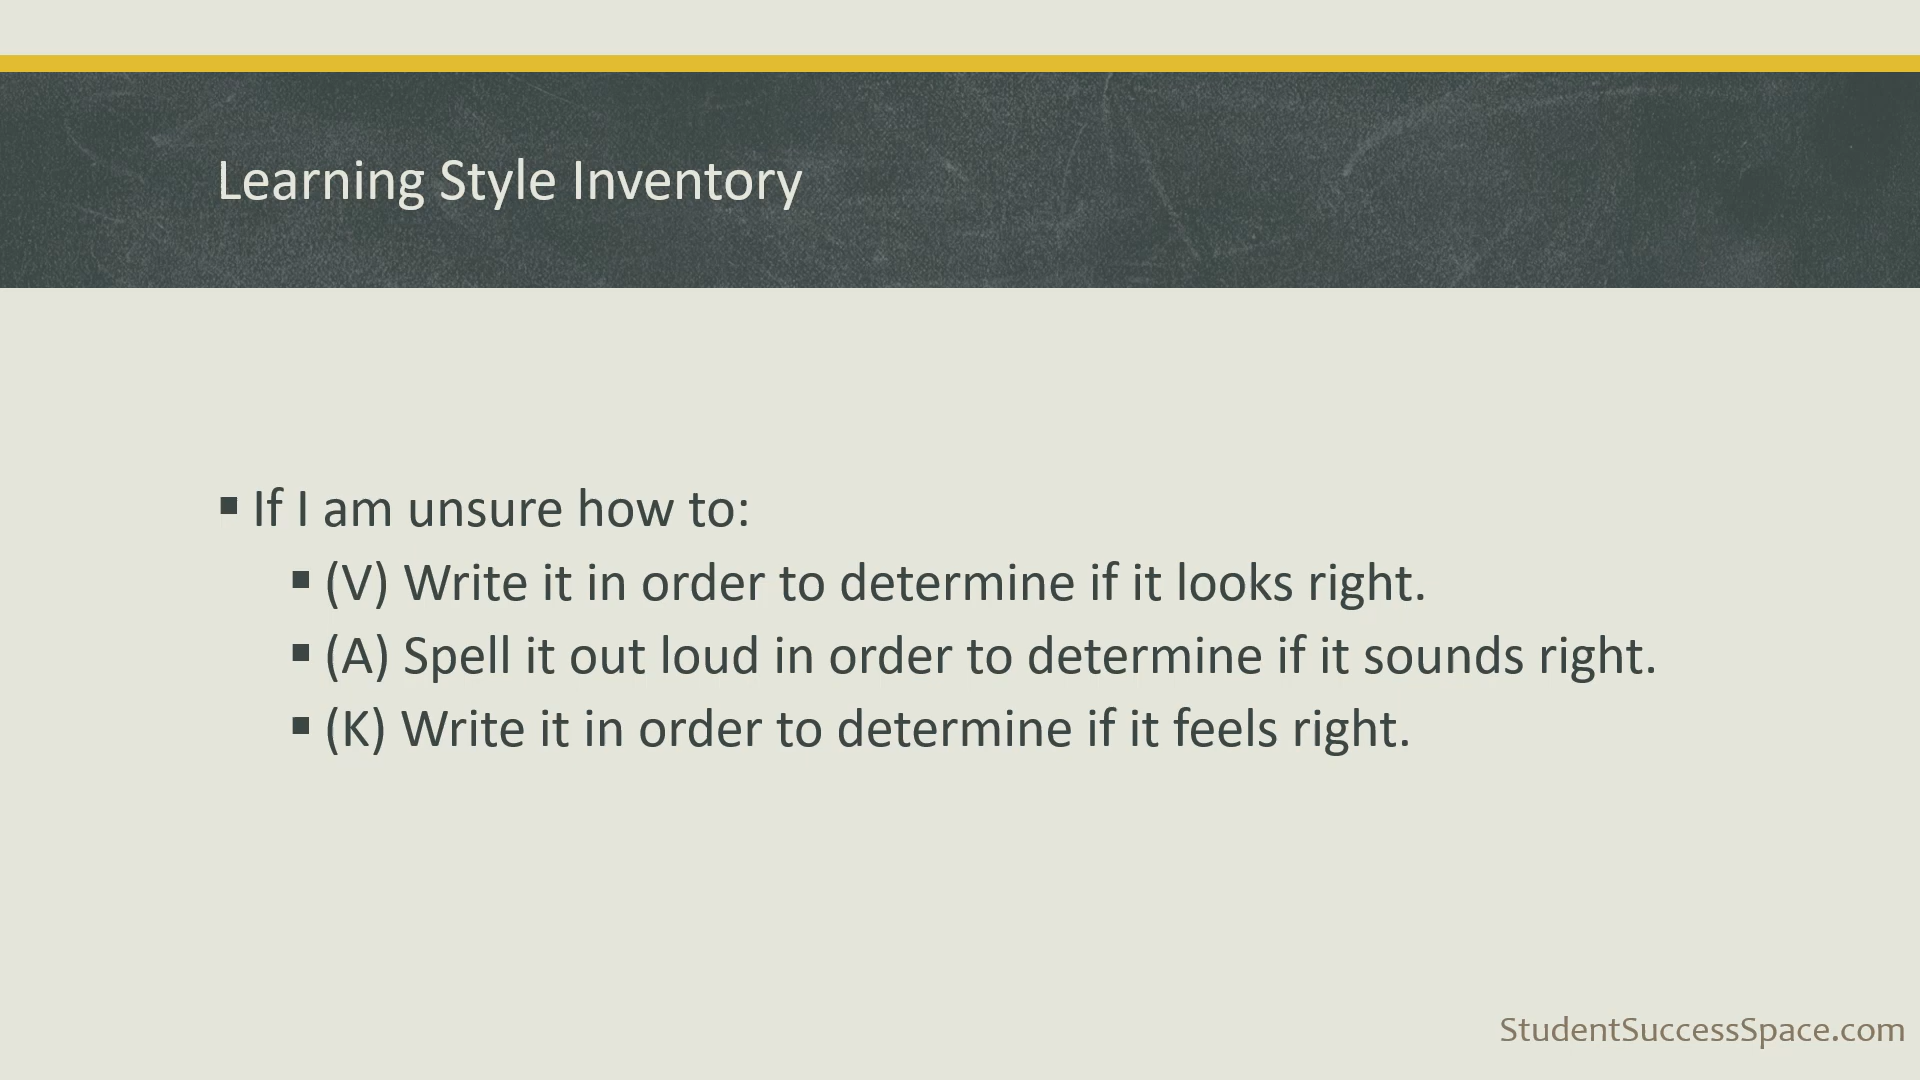 Learning Style Inventory
▪ If I am unsure how to:
▪ (V) Write it in order to determine if it looks right.
▪ (A) Spell it out loud in order to determine if it sounds right.
▪ (K) Write it in order to determine if it feels right.
StudentSuccessSpace.com